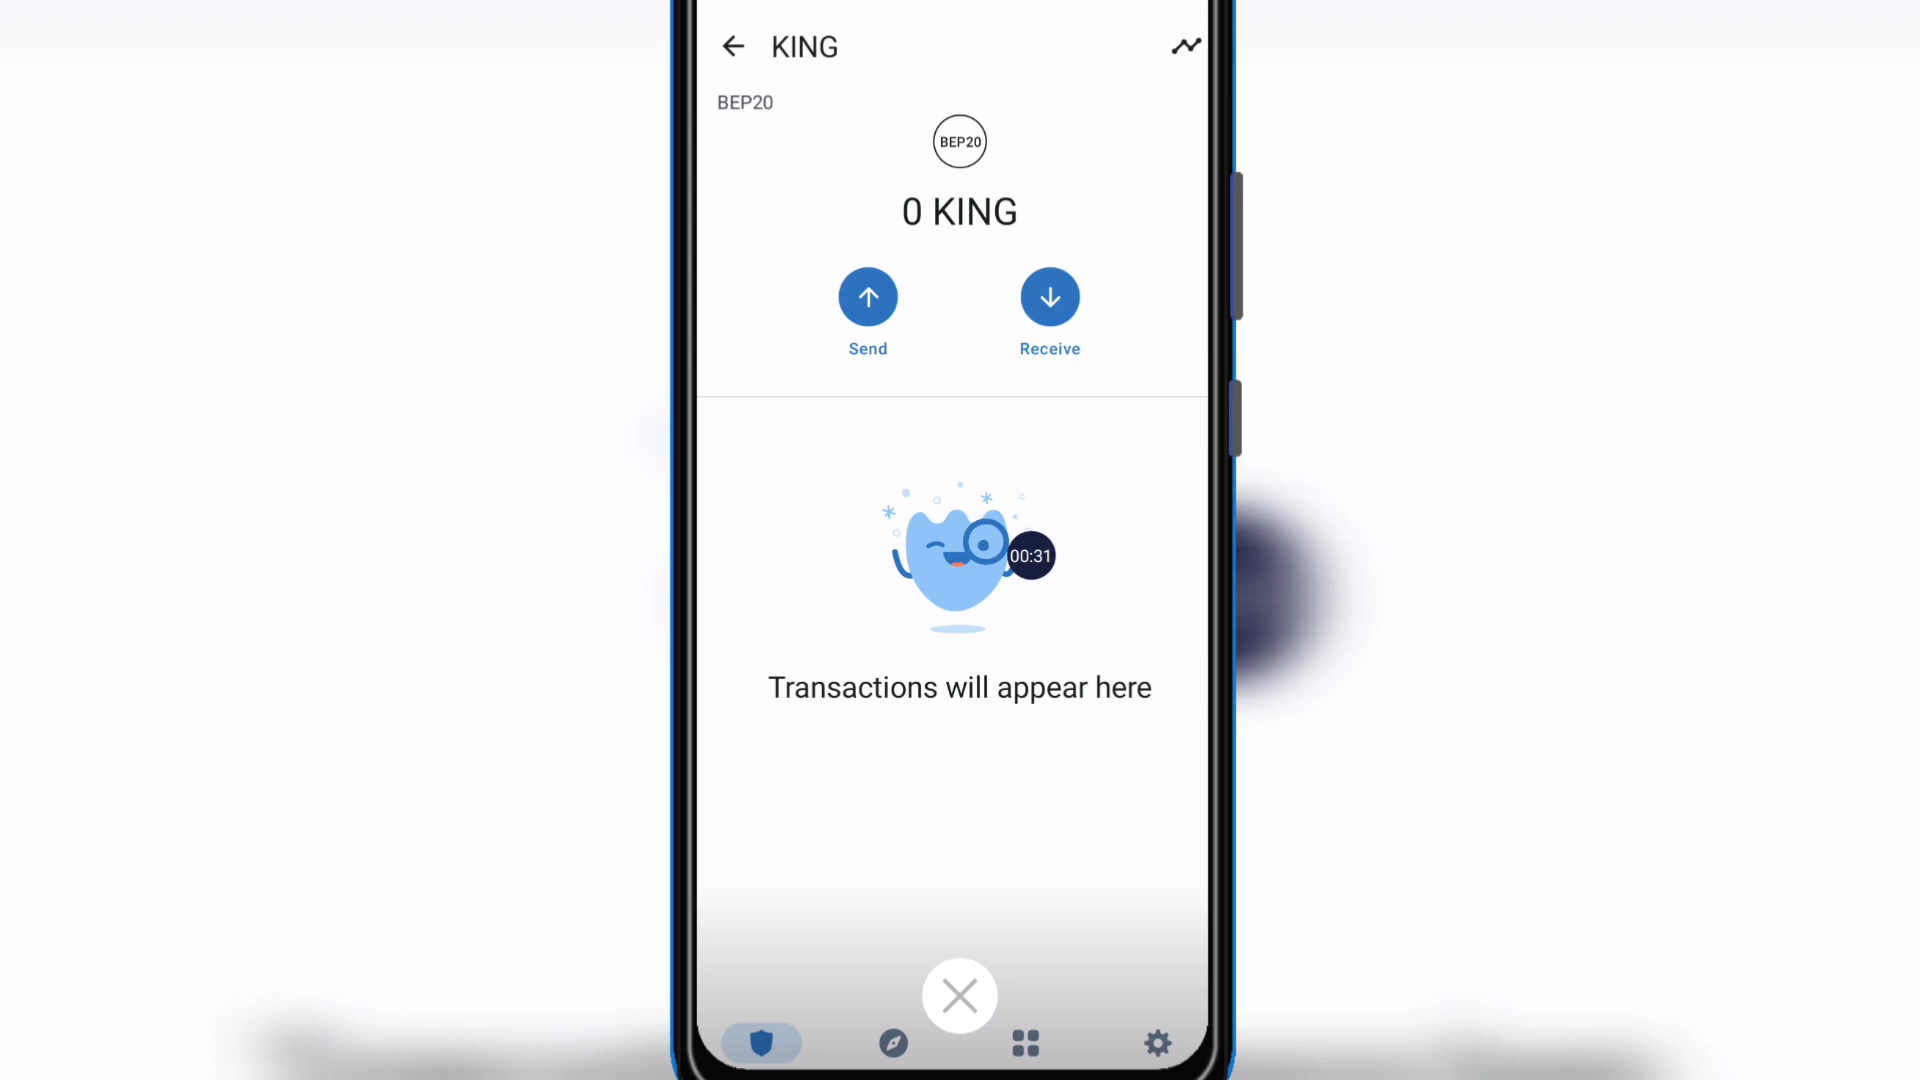 KING
BEP20
BEP20
0 KING
Send
Receive
00:31
Transactions will appear here